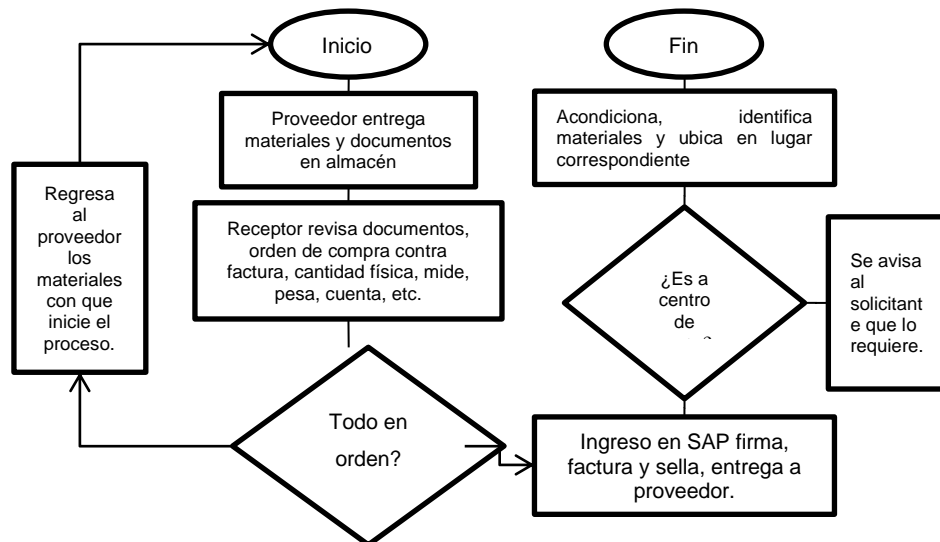 Inicio
Proveedor entrega
materiales y documentos
en almacén
Receptor revisa documentos,
orden de compra contra
factura, cantidad física, mide,
pesa, cuenta, etc.
Todo en
orden?
Regresa
al
proveedor
los
materiales
con que
inicie el
proceso.
Ingreso en SAP firma,
factura y sella, entrega a
proveedor.
¿Es a
centro
de
Se avisa
al
solicitant
e que lo
requiere.
Acondiciona, identifica
materiales y ubica en lugar
correspondiente
Fin